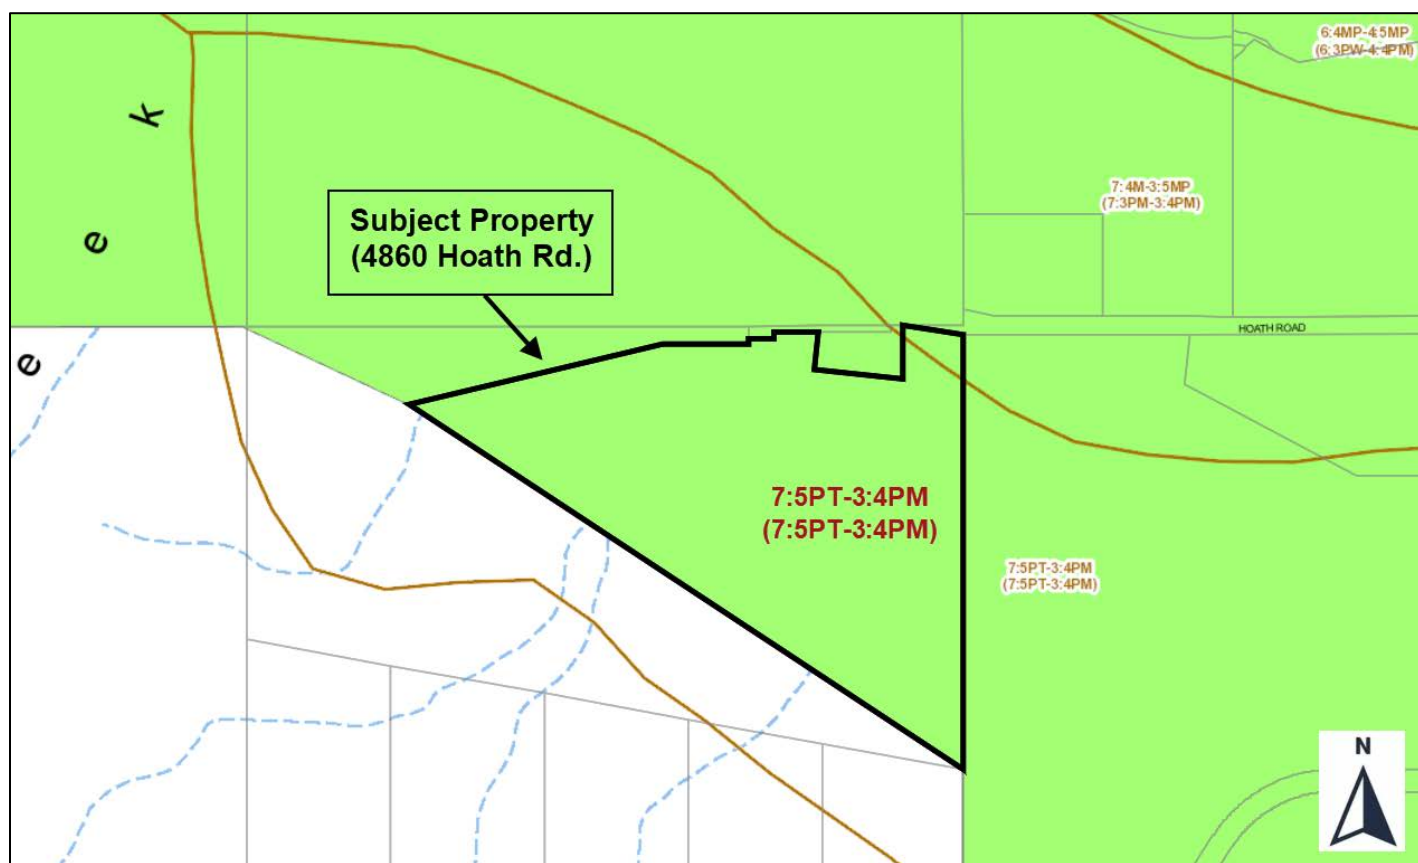 6:4MP-4:5MP
(6:3PW-4:4PM)
k
7:4M-3:5MP
(7:3PM-3:4PM)
Subject Property
(4860 Hoath Rd.)
e
HOATH ROAD
e
7:5PT-3:4PM
(7:5PT-3:4PM)
7:5PT-3:4PM
(7:5PT-3:4PM)
N